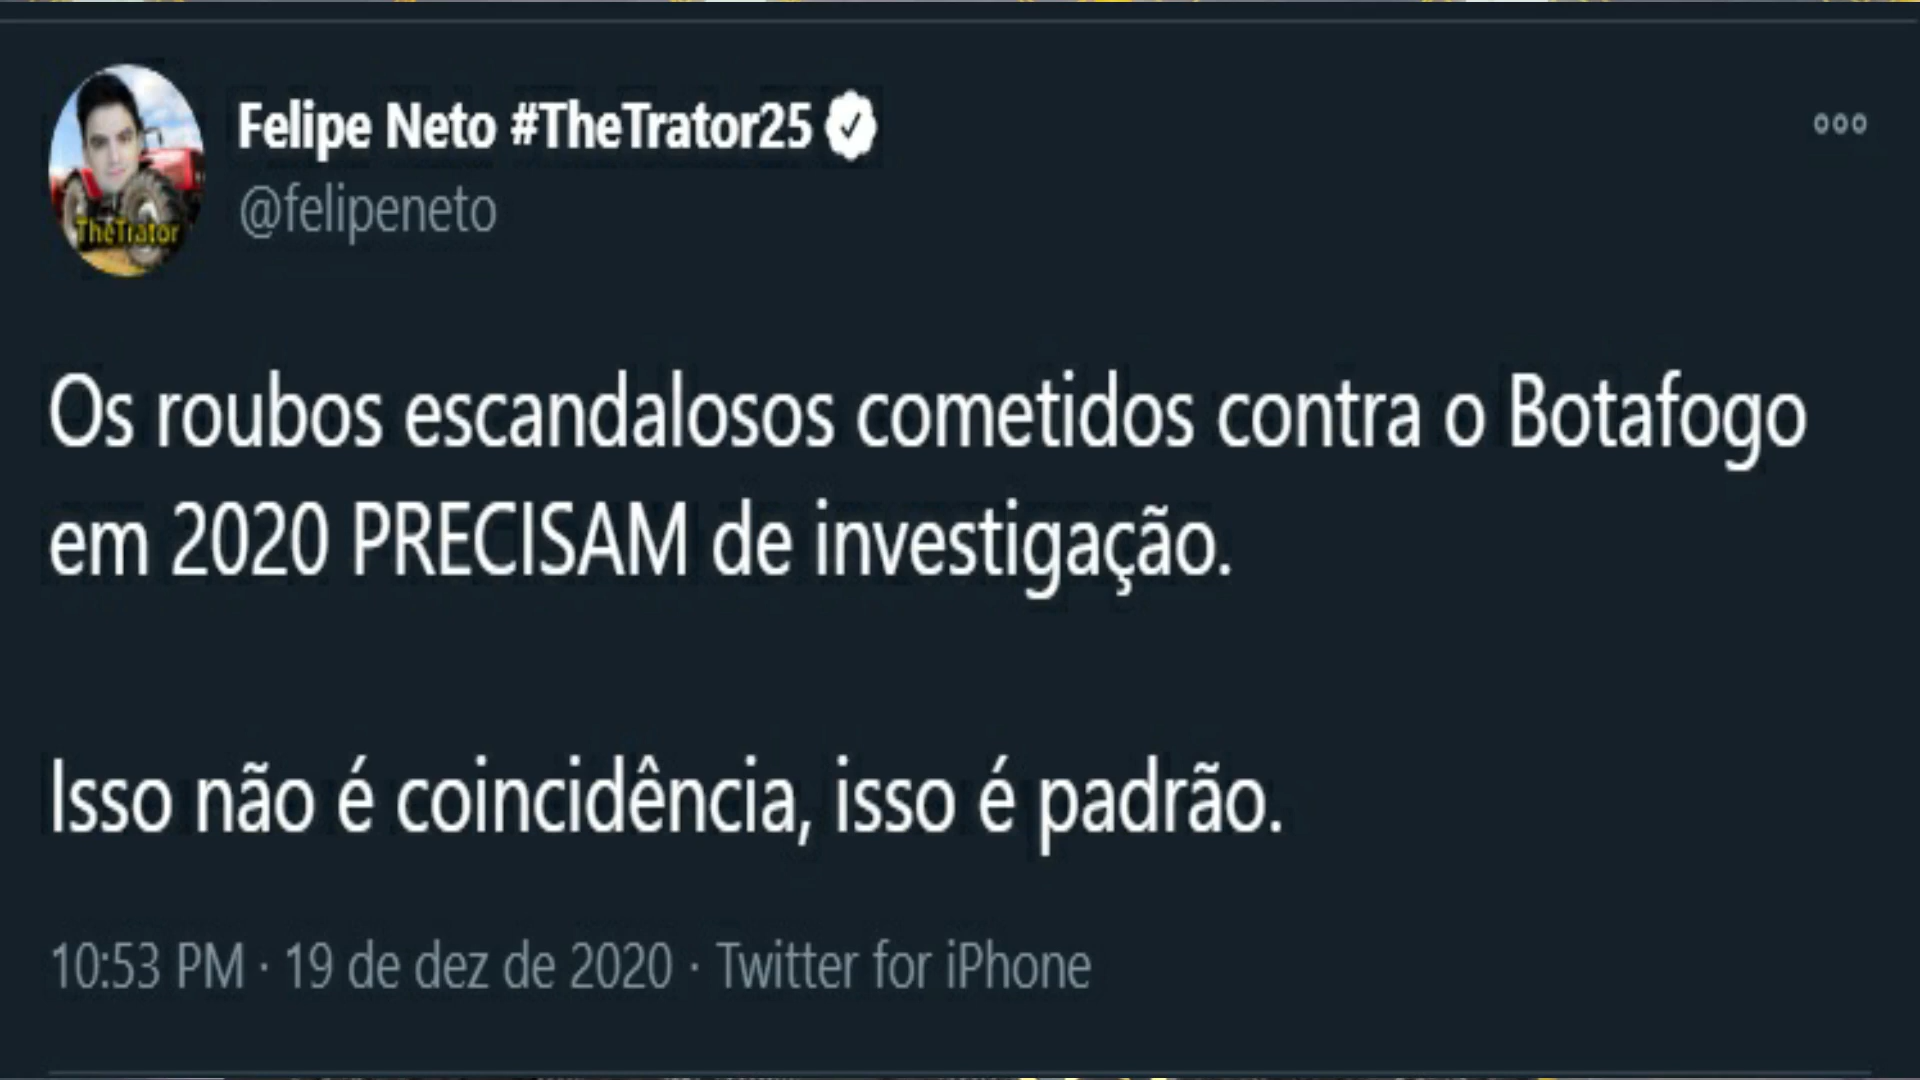 Felipe Neto #TheTrator25
@felipeneto
TheTrator
Os roubos escandalosos cometidos contra o Botafogo
em 2020 PRECISAM de investigação.
Isso não é coincidência, isso é padrão.
10:53 PM · 19 de dez de 2020 · Twitter for iPhone